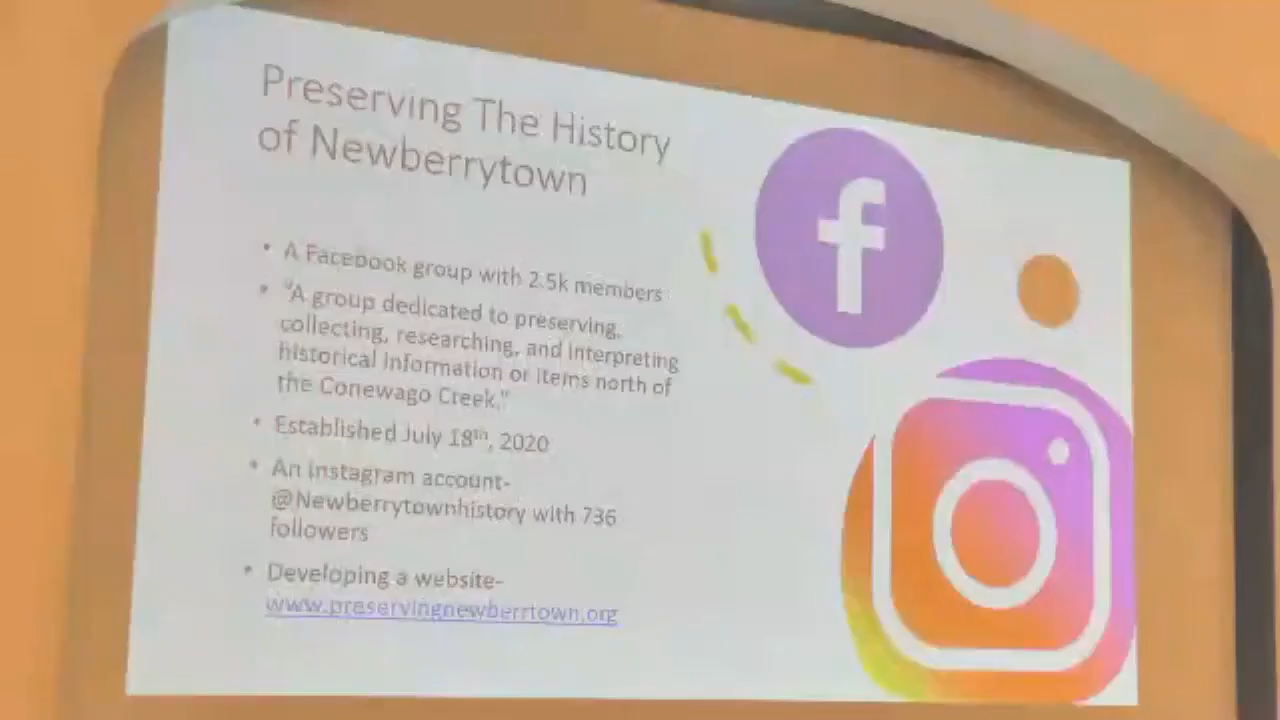 Preserving The History
of Newberrytown
• A Facebook group with 2.5k members
• "A group dedicated to preserving,
collecting, researching, and interpreting
historical information or items north of
the Conewago Creek."
• Established July 18th, 2020
• An Instagram account-
@Newberrytownhistory with 736
followers
• Developing a website-
www.preservingnewberrtown.org